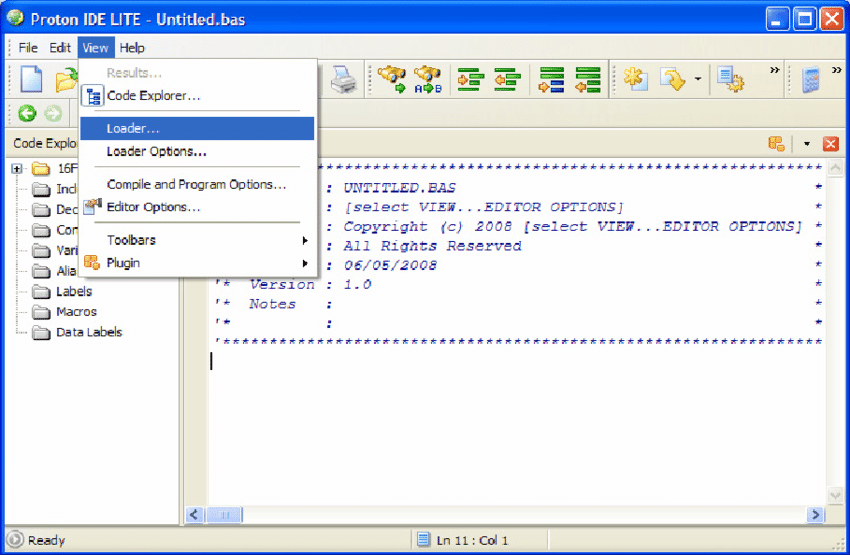 Proton IDE LITE - Untitled.bas
File Edit View Help
Results...
Code Explorer...
Loader...
Loader Options...
Compile and Program Options...
Editor Options...
Toolbars
Plugin
A→B
Code Explo
16F
Incl
Dec
Con
Vari
Alia
Labels
Macros
Data Labels
*****************************************************************
: UNTITLED.BAS *
: [select VIEW...EDITOR OPTIONS] *
: Copyright (c) 2008 [select VIEW...EDITOR OPTIONS] *
: All Rights Reserved *
: 06/05/2008 *
'* Version : 1.0 *
'* Notes : *
'* : *
'*****************************************************************
Ready
Ln 11 : Col 1